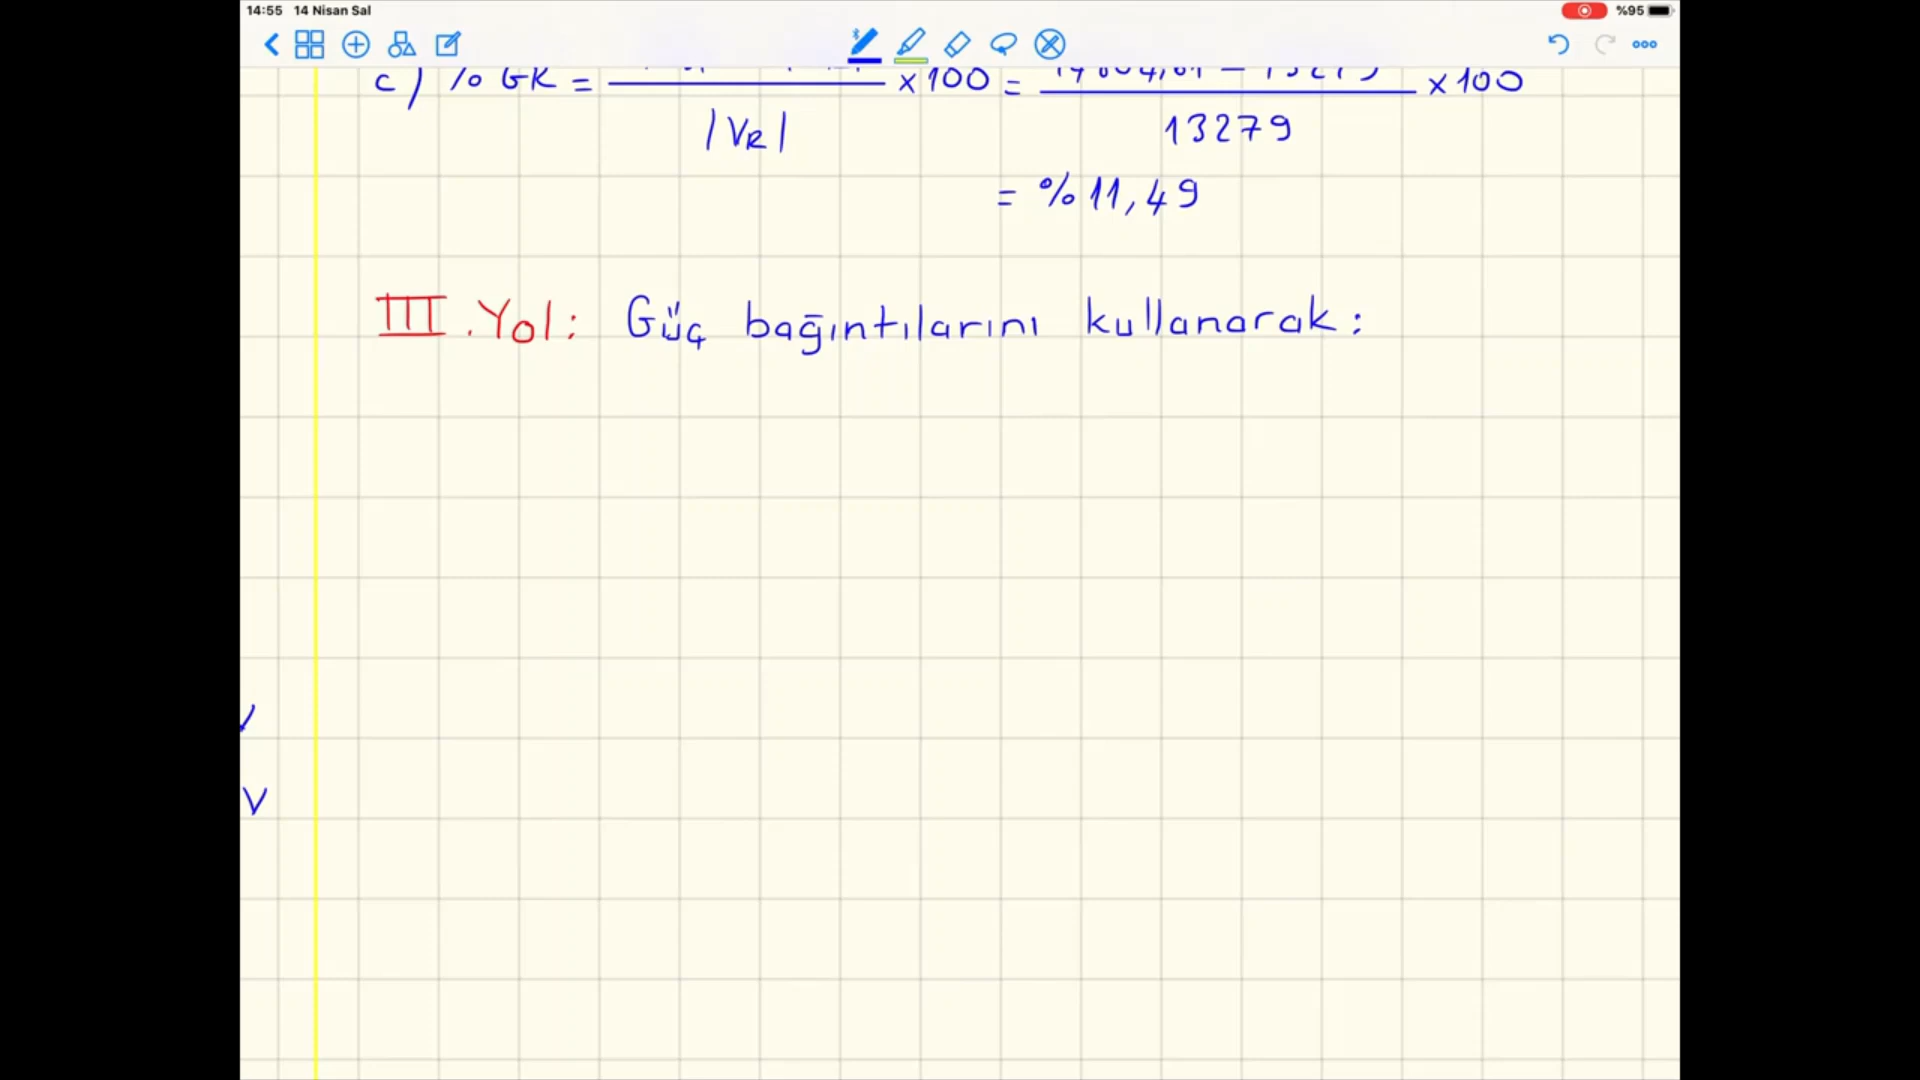 14:55 14 Nisan Sal %95
c) % GK = ×100 = ×100
|VR| 13279
= % 11,49
III. Yol: Güç bağıntılarını kullanarak:
V